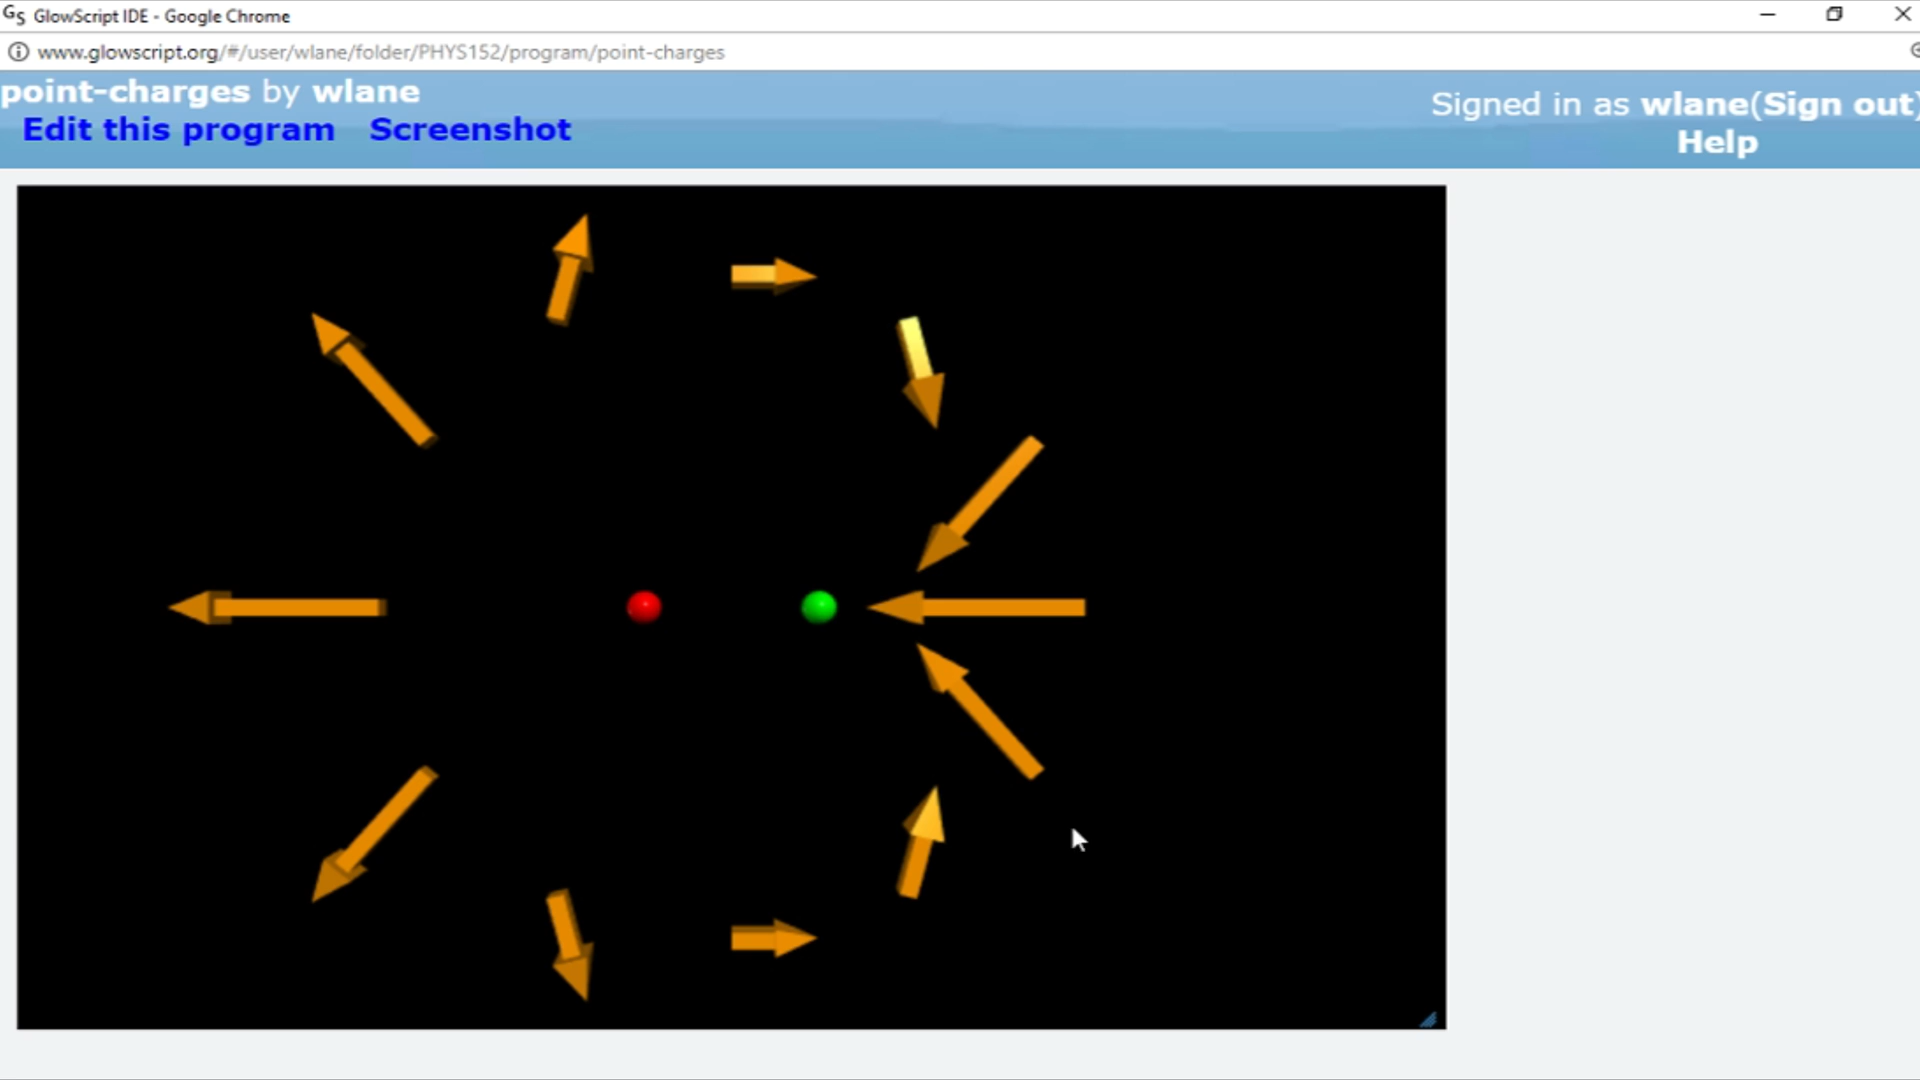 GS GlowScript IDE - Google Chrome
www.glowscript.org/#/user/wlane/folder/PHYS152/program/point-charges
point-charges by wlane
Signed in as wlane(Sign out)
Edit this program Screenshot
Help